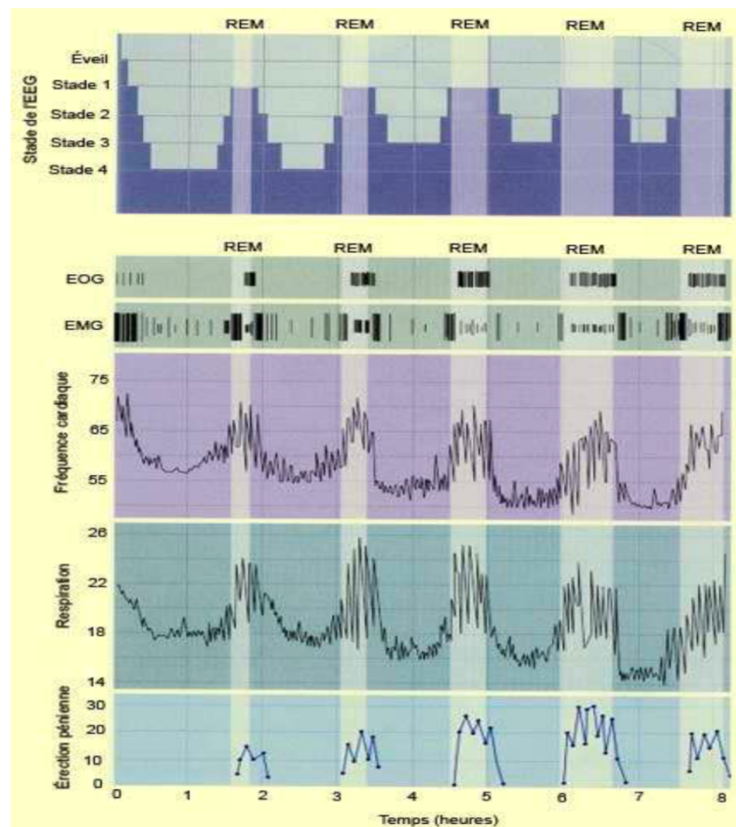 REM REM REM REM REM
Stade de l'EEG
Éveil
Stade 1
Stade 2
Stade 3
Stade 4
REM REM REM REM REM
EOG
EMG
Fréquence cardiaque
75
65
55
Respiration
26
22
18
14
Érection pénienne
30
20
10
0
0 1 2 3 4 5 6 7 8
Temps (heures)